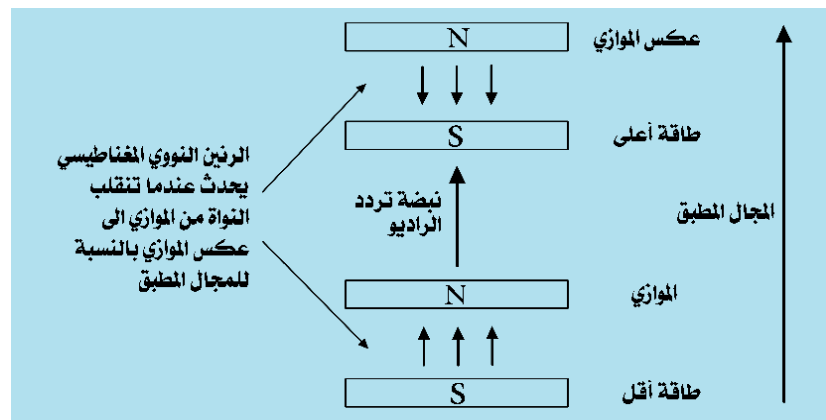 N
عكس الموازي
S
طاقة أعلى
الرنين النووي المغناطيسي
يحدث عندما تنقلب
النواة من الموازي الى
عكس الموازي بالنسبة
للمجال المطبق
نبضة تردد
الراديو
المجال المطبق
N
الموازي
S
طاقة أقل